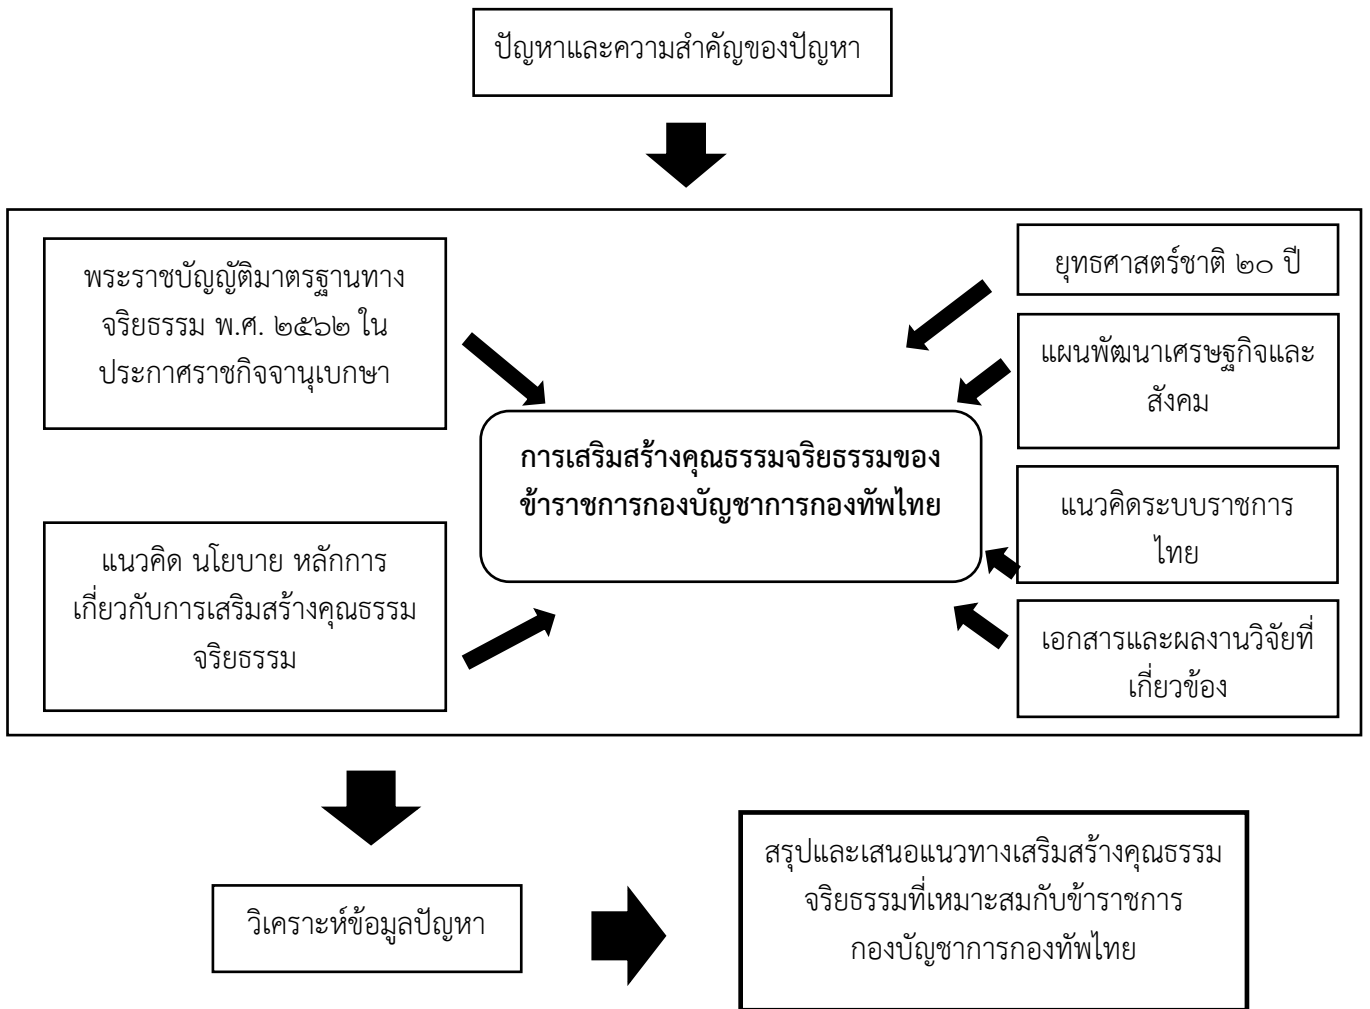 ปัญหาและความสำคัญของปัญหา
พระราชบัญญัติมาตรฐานทาง
จริยธรรม พ.ศ. ๒๕๖๒ ใน
ประกาศราชกิจจานุเบกษา
แนวคิด นโยบาย หลักการ
เกี่ยวกับการเสริมสร้างคุณธรรม
จริยธรรม
การเสริมสร้างคุณธรรมจริยธรรมของ
ข้าราชการกองบัญชาการกองทัพไทย
ยุทธศาสตร์ชาติ ๒๐ ปี
แผนพัฒนาเศรษฐกิจและ
สังคม
แนวคิดระบบราชการ
ไทย
เอกสารและผลงานวิจัยที่
เกี่ยวข้อง
วิเคราะห์ข้อมูลปัญหา
สรุปและเสนอแนวทางเสริมสร้างคุณธรรม
จริยธรรมที่เหมาะสมกับข้าราชการ
กองบัญชาการกองทัพไทย